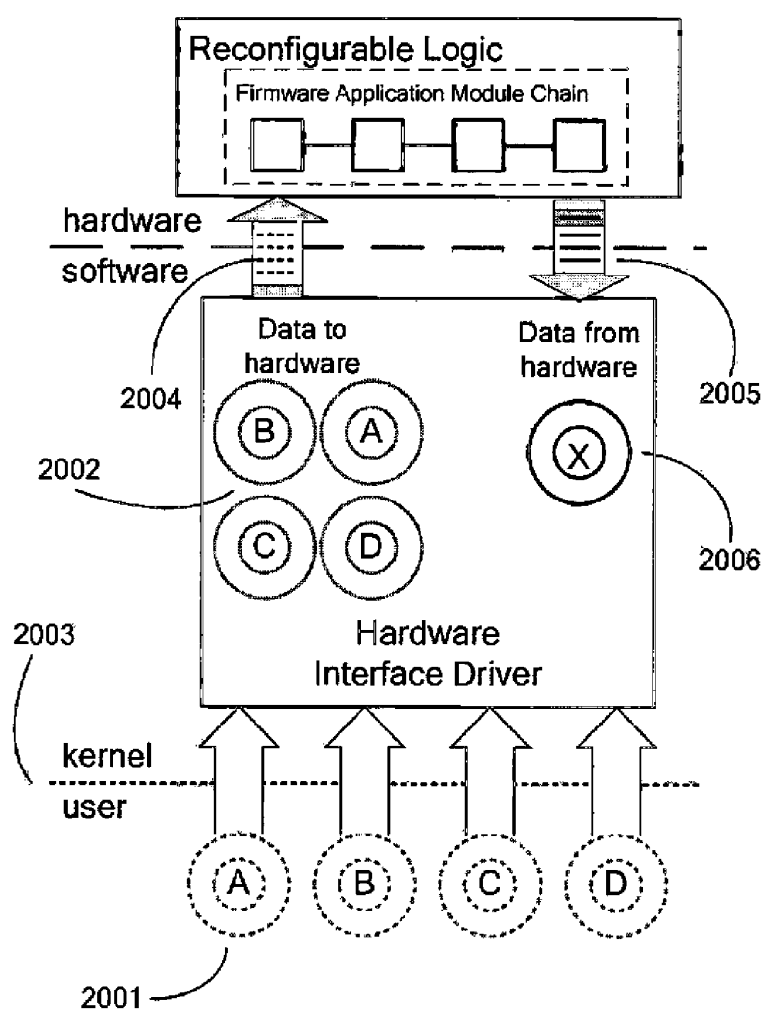 Reconfigurable Logic
Firmware Application Module Chain
hardware
software
Data to
hardware
Data from
hardware
2004
2005
B
A
X
2002
C
D
2006
2003
Hardware
Interface Driver
kernel
user
A
B
C
D
2001